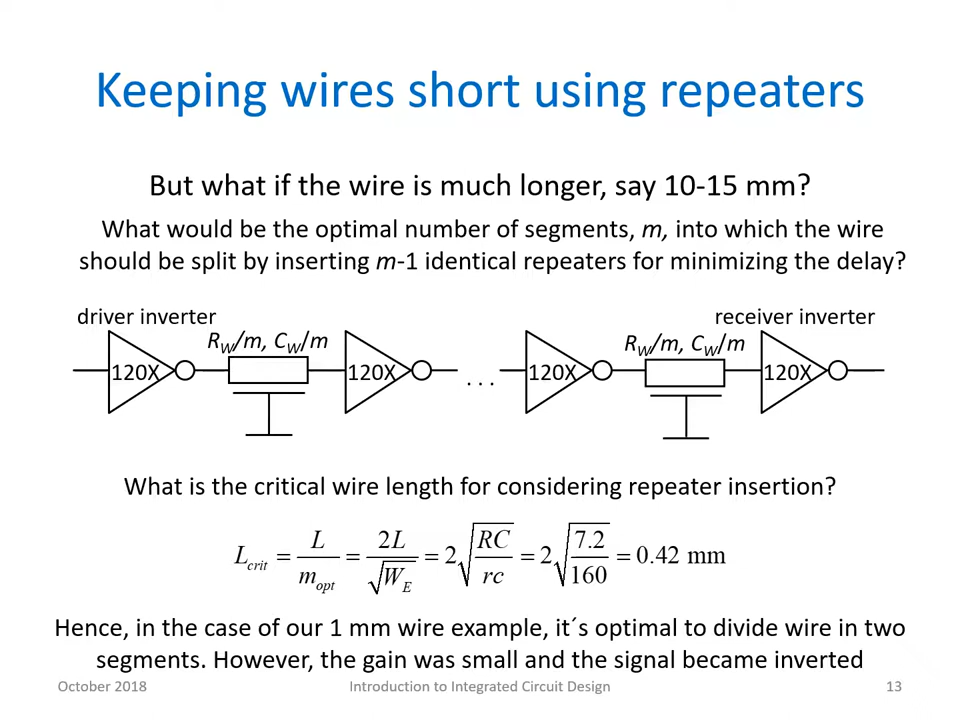 Keeping wires short using repeaters
But what if the wire is much longer, say 10-15 mm?
What would be the optimal number of segments, m, into which the wire
should be split by inserting m-1 identical repeaters for minimizing the delay?
driver inverter
receiver inverter
R_W/m, C_W/m
R_W/m, C_W/m
120X
120X
. . .
120X
120X
What is the critical wire length for considering repeater insertion?
L_crit = L/m_opt = 2L/√W_E = 2√(RC/rc) = 2√(7.2/160) = 0.42 mm
Hence, in the case of our 1 mm wire example, it´s optimal to divide wire in two
segments. However, the gain was small and the signal became inverted
October 2018
Introduction to Integrated Circuit Design
13